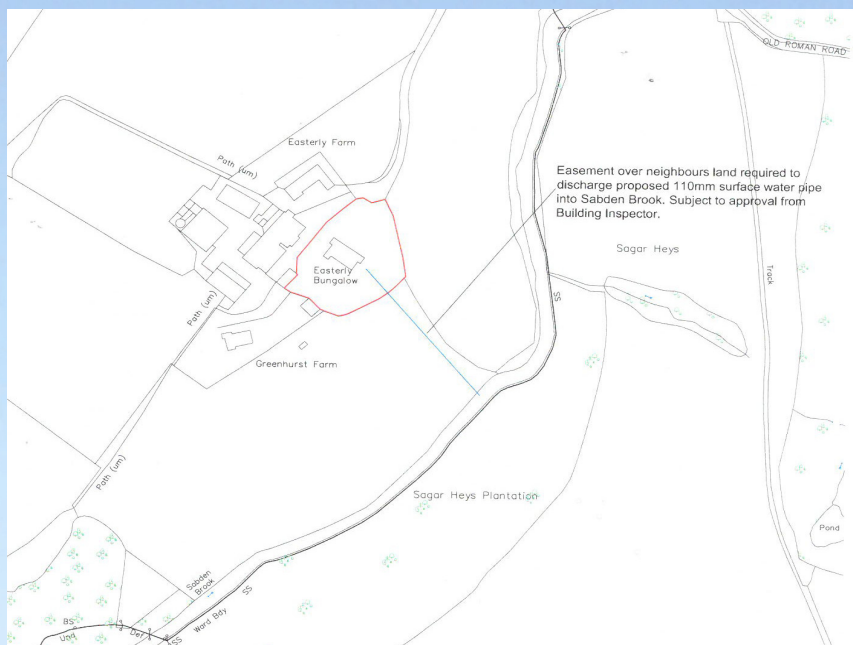 OLD ROMAN ROAD
Easterly Farm
Path (um)
Easement over neighbours land required to
discharge proposed 110mm surface water pipe
into Sabden Brook. Subject to approval from
Building Inspector.
Sagar Heys
Easterly
Bungalow
Track
SS
Path (um)
Greenhurst Farm
Path (um)
Sagar Heys Plantation
Pond
Sabden
Brook
SS
Ward Bdy
SS
BS
Und
Def